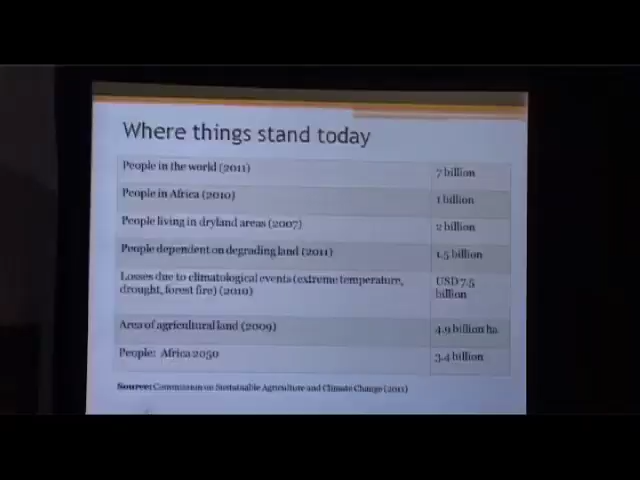 Where things stand today
People in the world (2011) 7 billion
People in Africa (2010) 1 billion
People living in dryland areas (2007) 2 billion
People dependent on degrading land (2011) 1.5 billion
Losses due to climatological events (extreme temperature, USD 7.5
drought, forest fire) (2010) billion
Area of agricultural land (2009) 4.9 billion ha
People: Africa 2050 3.4 billion
Source: Commission on Sustainable Agriculture and Climate Change (2011)